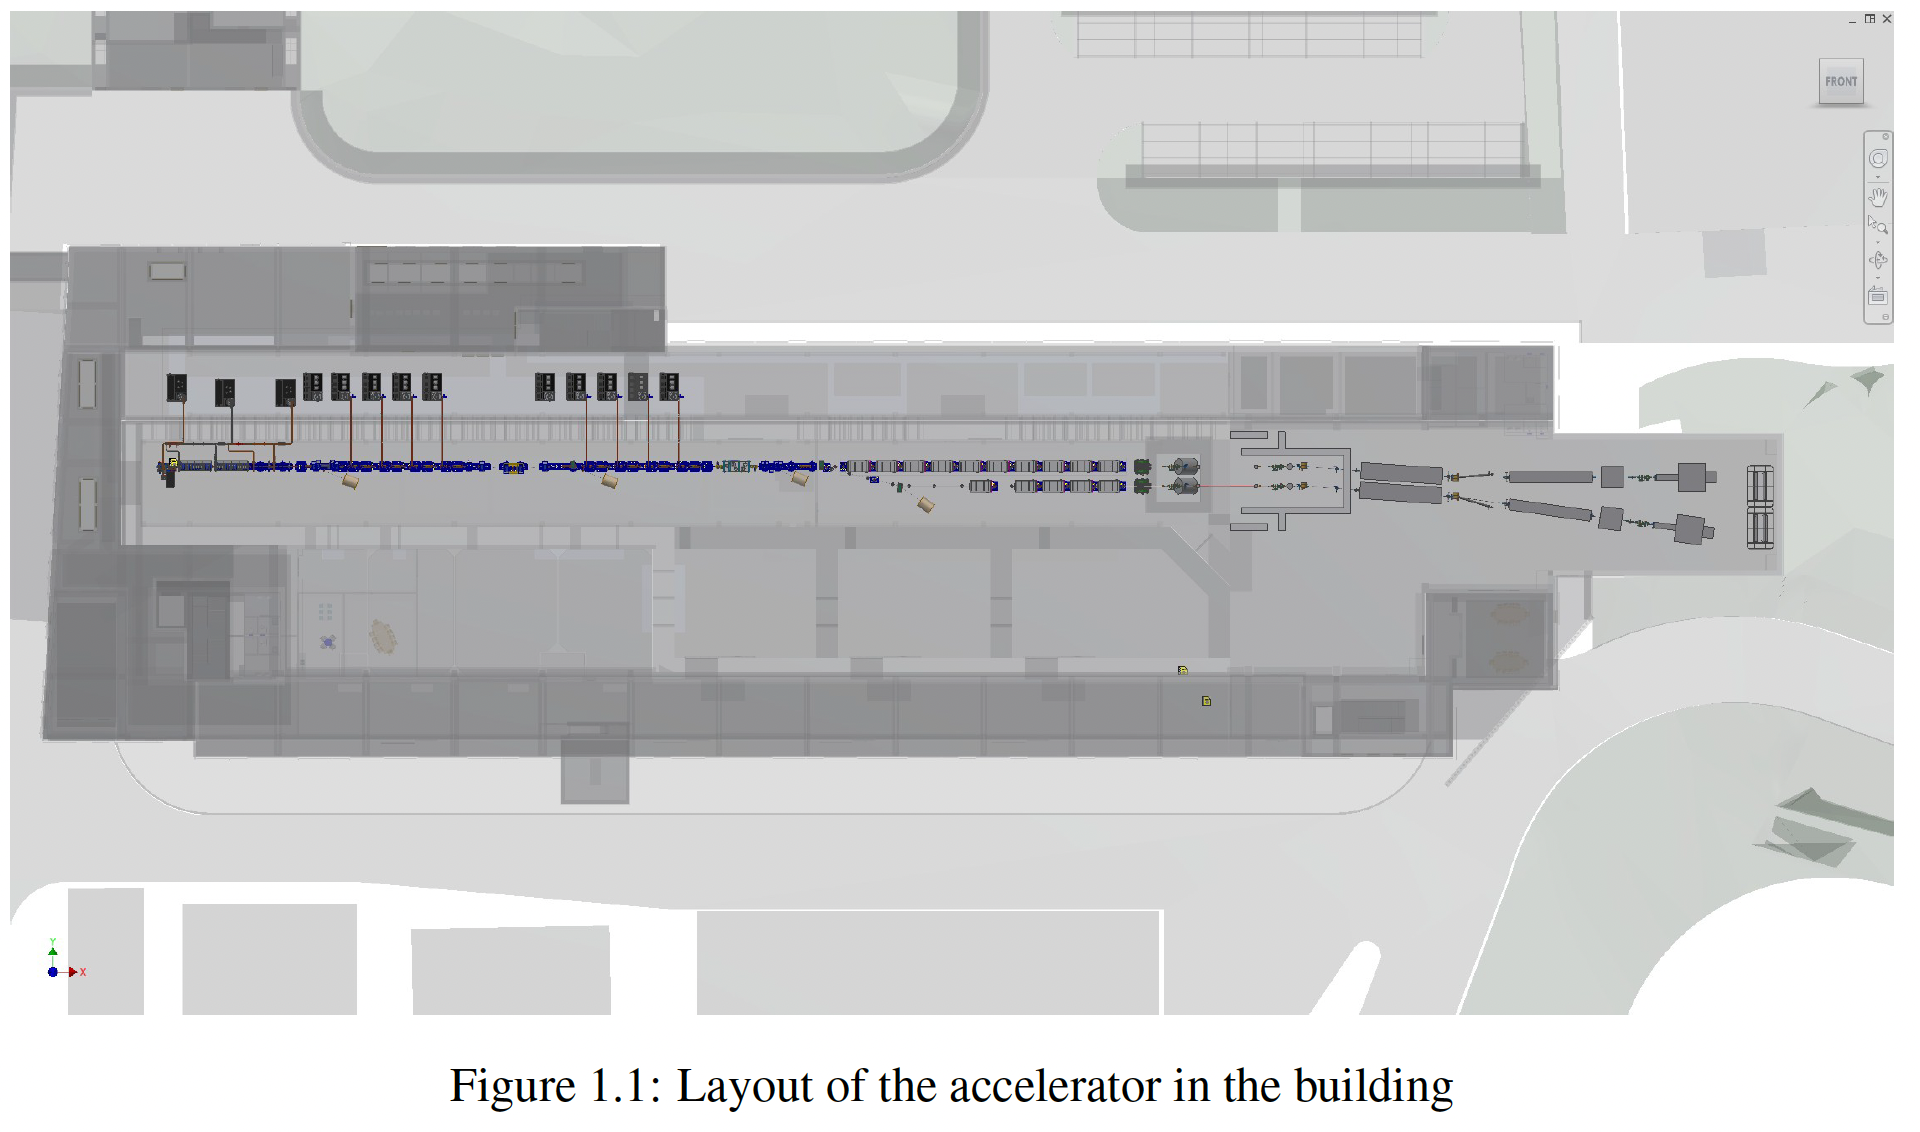 FRONT
Y
X
Figure 1.1: Layout of the accelerator in the building